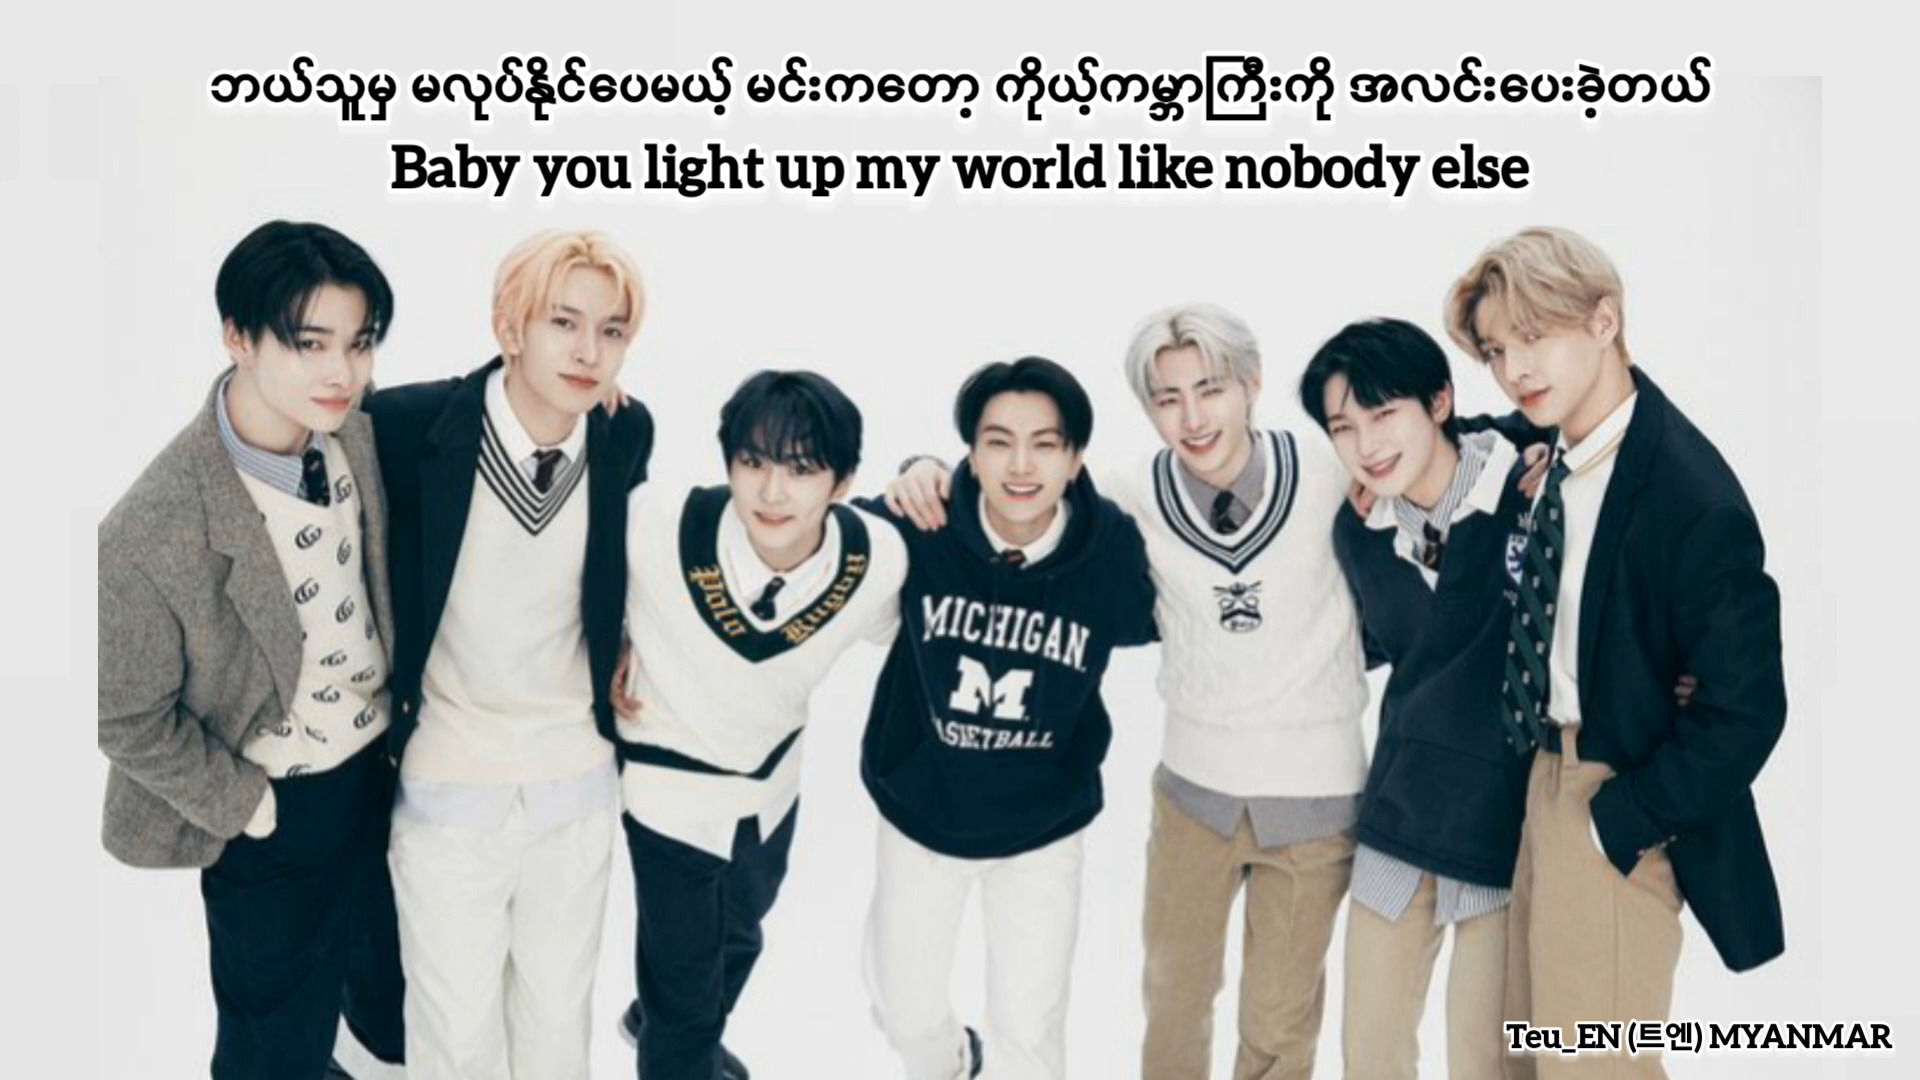 ဘယ်သူမှ မလုပ်နိုင်ပေမယ့် မင်းကတော့ ကိုယ့်ကမ္ဘာကြီးကို အလင်းပေးခဲ့တယ်
Baby you light up my world like nobody else
Polo Rugby
MICHIGAN
M
ASKETBALL
Teu_EN (트엔) MYANMAR